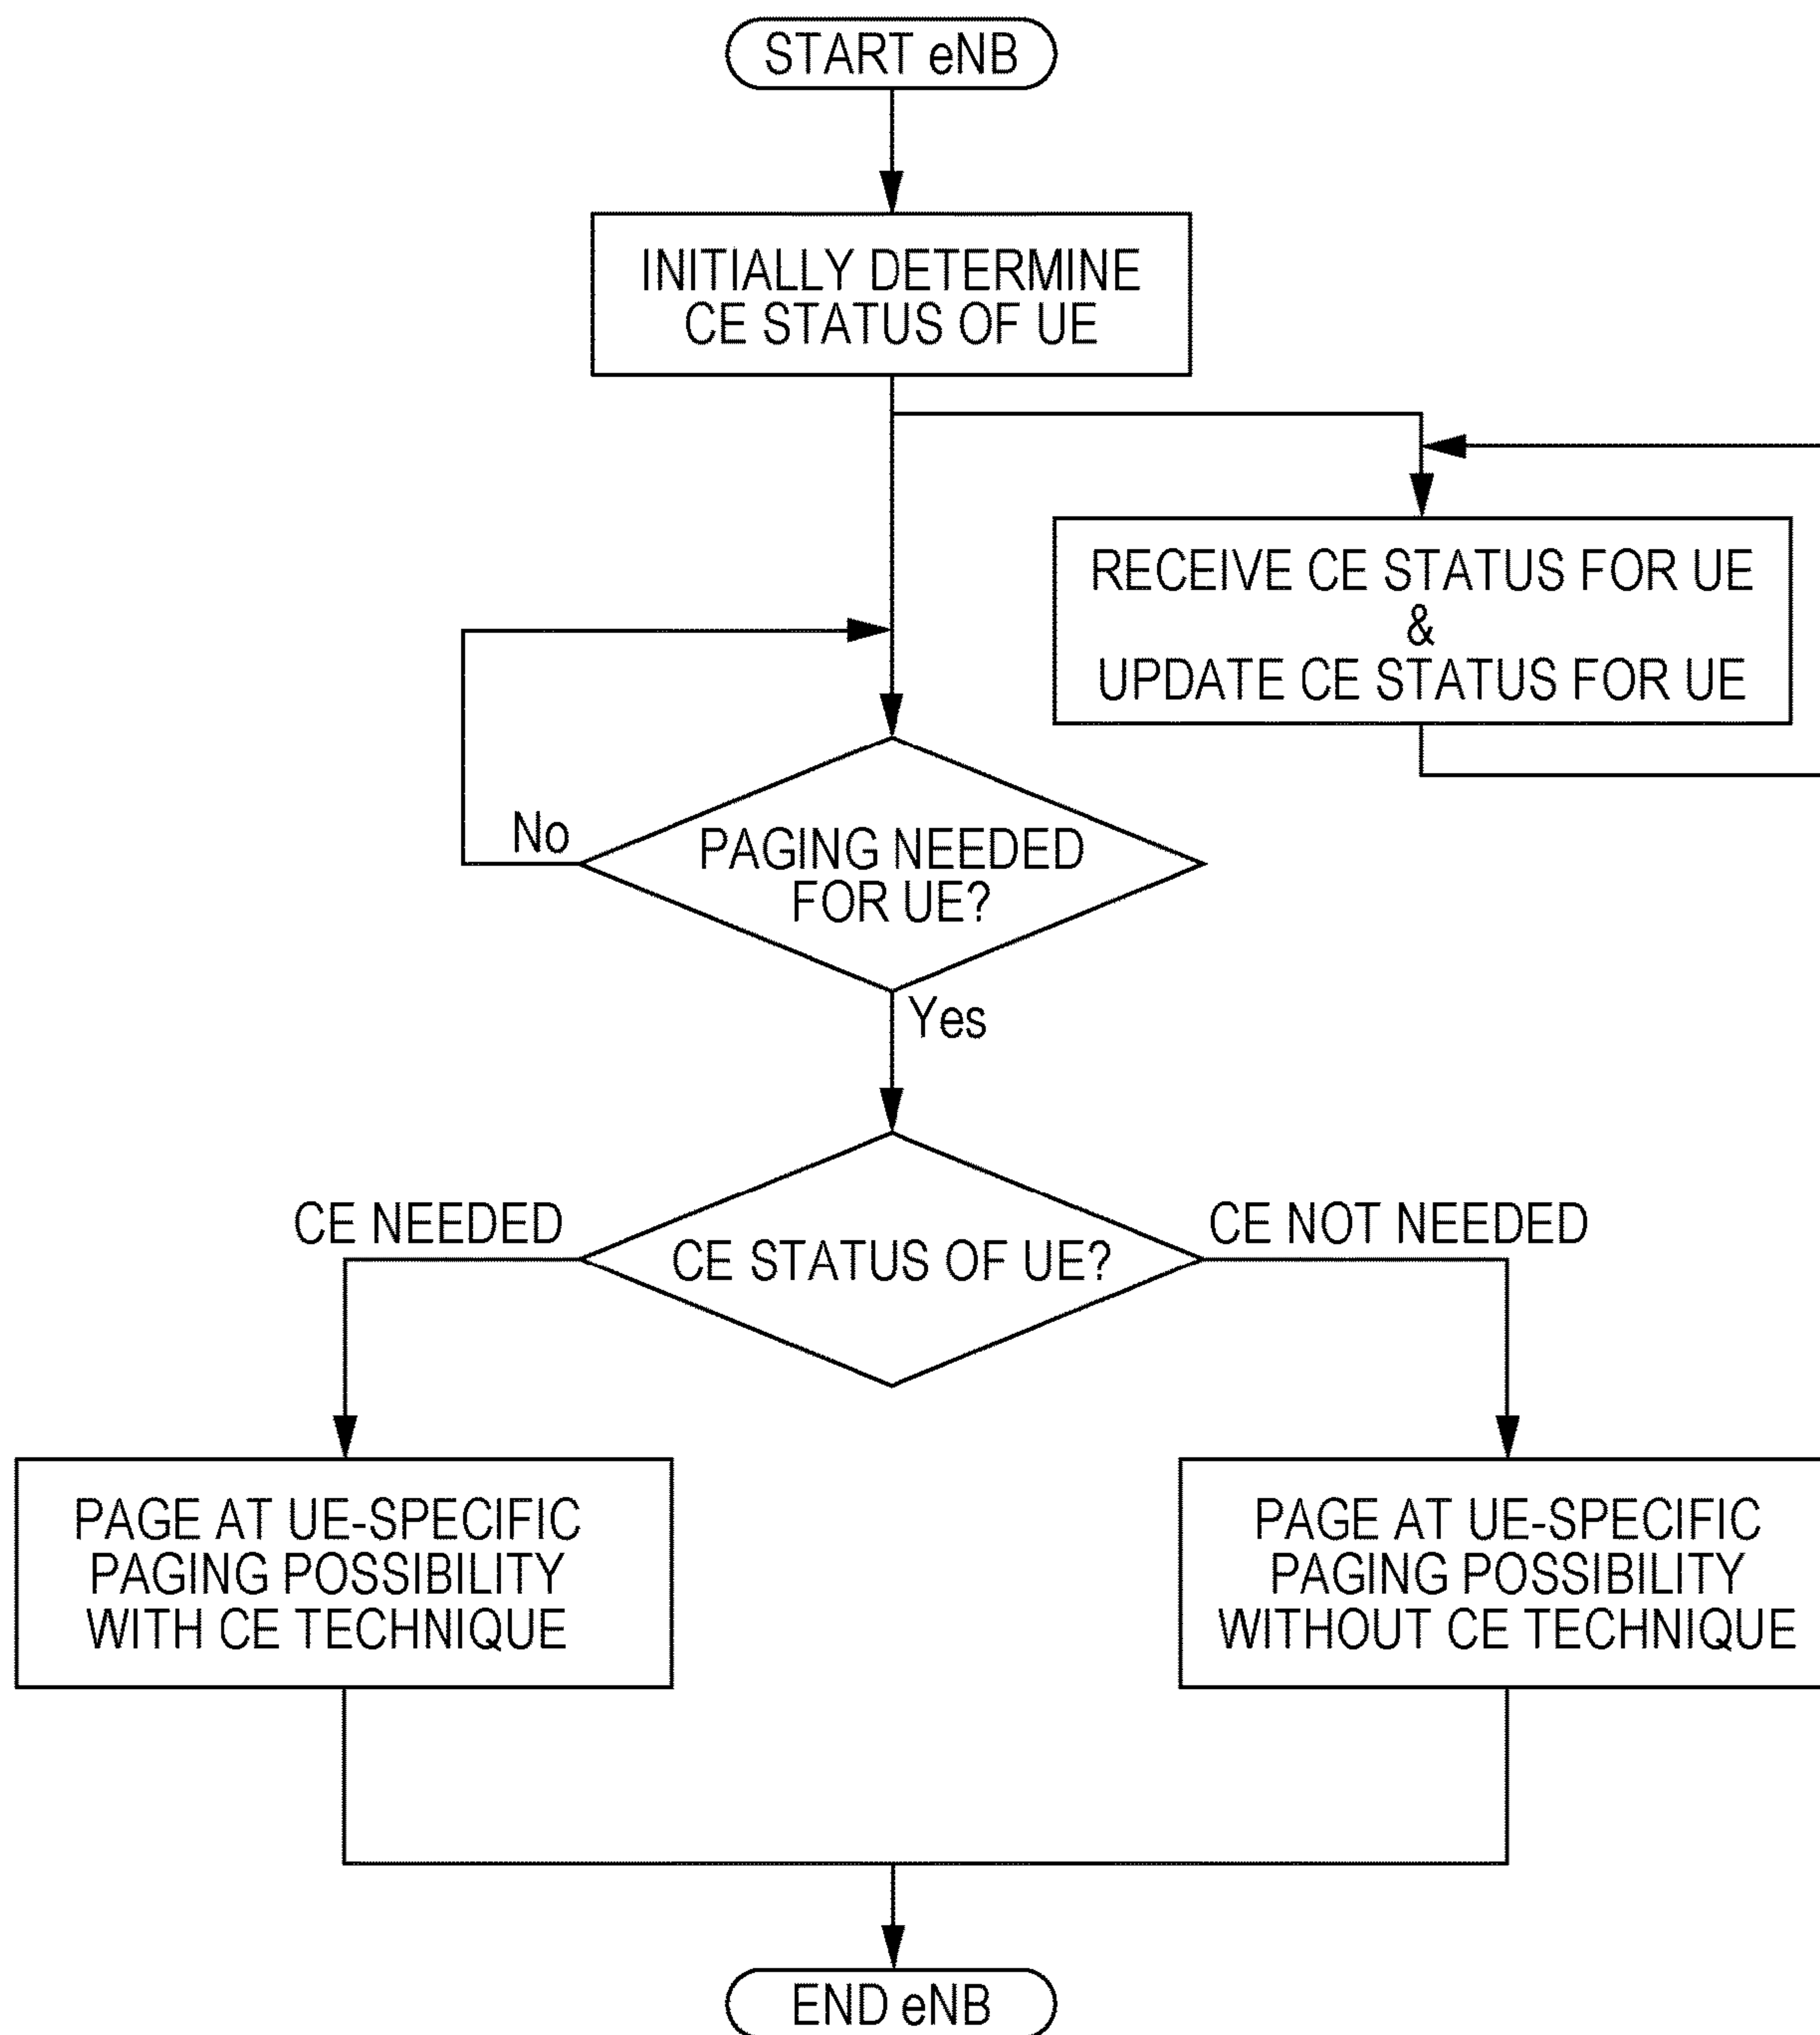 START eNB
INITIALLY DETERMINE
CE STATUS OF UE
RECEIVE CE STATUS FOR UE
&
UPDATE CE STATUS FOR UE
No
PAGING NEEDED
FOR UE?
Yes
CE NEEDED
CE STATUS OF UE?
CE NOT NEEDED
PAGE AT UE-SPECIFIC
PAGING POSSIBILITY
WITH CE TECHNIQUE
PAGE AT UE-SPECIFIC
PAGING POSSIBILITY
WITHOUT CE TECHNIQUE
END eNB